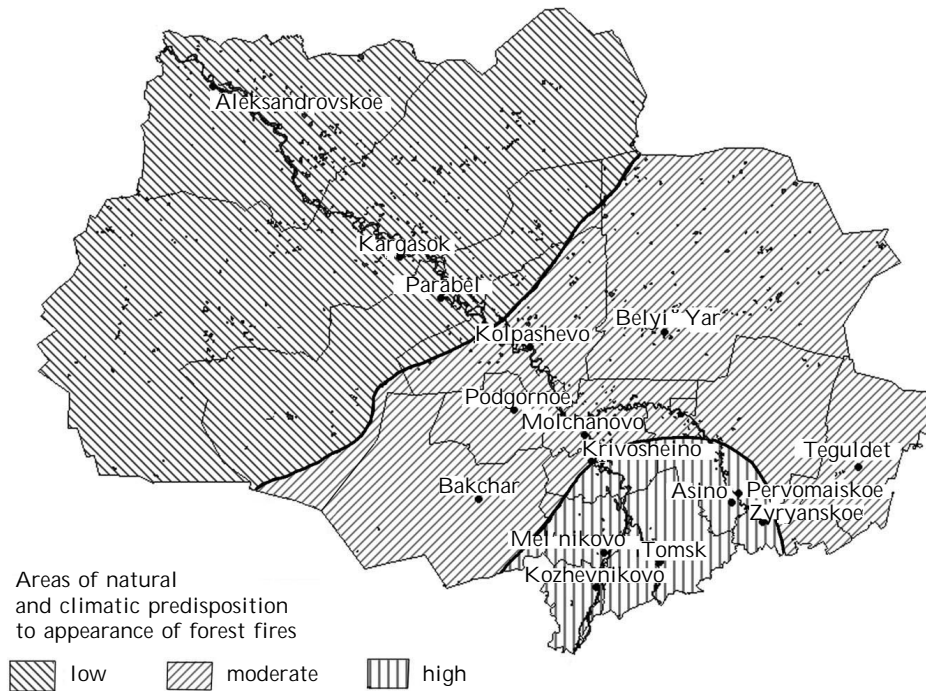 Aleksandrovskoe
Kargasok
Parabel
Kolpashevo
Belyi Yar
Podgornoe
Molchanovo
Krivosheino
Teguldet
Bakchar
Asino
Pervomaiskoe
Zyryanskoe
Mel'nikovo
Tomsk
Kozhevnikovo
Areas of natural
and climatic predisposition
to appearance of forest fires
low moderate high